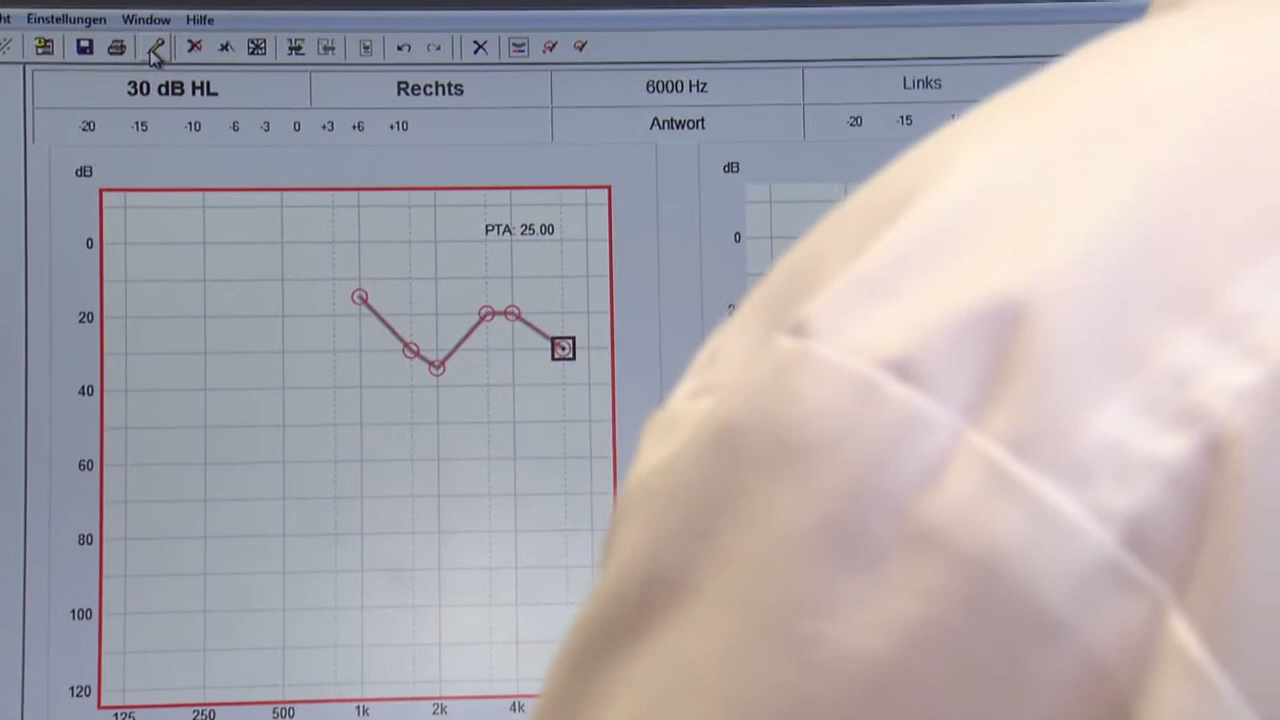 ht Einstellungen Window Hilfe
30 dB HL Rechts 6000 Hz Links
-20 -15 -10 -6 -3 0 +3 +6 +10 Antwort -20 -15
dB dB
PTA: 25.00
0 0
20 2
40
60
80
100
120
125 250 500 1k 2k 4k